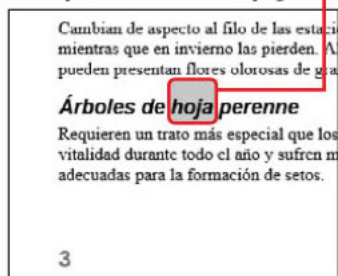 Cambian de aspecto al filo de las estaci
mientras que en invierno las pierden. A
pueden presentan flores olorosas de gra
Árboles de hoja perenne
Requieren un trato más especial que los
vitalidad durante todo el año y sufren m
adecuadas para la formación de setos.
3